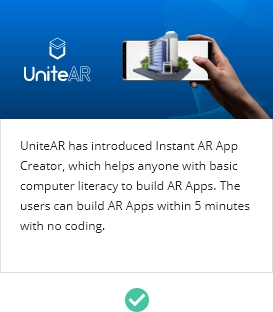 UniteAR
UniteAR has introduced Instant AR App
Creator, which helps anyone with basic
computer literacy to build AR Apps. The
users can build AR Apps within 5 minutes
with no coding.